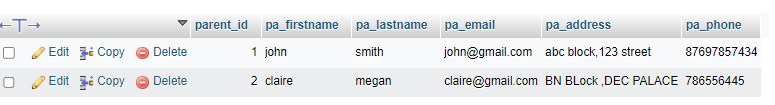 ←T→ parent_id pa_firstname pa_lastname pa_email pa_address pa_phone
Edit Copy Delete 1 john smith john@gmail.com abc block,123 street 87697857434
Edit Copy Delete 2 claire megan claire@gmail.com BN BLock ,DEC PALACE 786556445